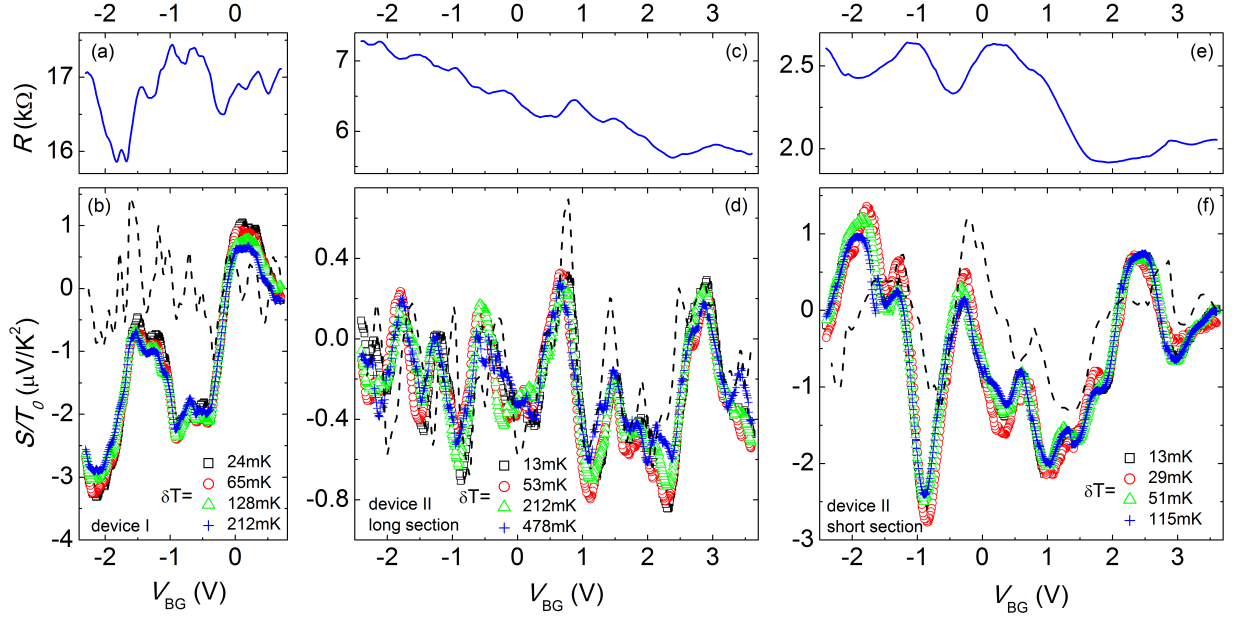 -2 -1 0
-2 -1 0 1 2 3
-2 -1 0 1 2 3
(a)
(c)
(e)
17
16
7
6
2.5
2.0
R (kΩ)
(b)
(d)
(f)
1
0
-1
-2
-3
-4
0.4
0.0
-0.4
-0.8
1
0
-1
-2
-3
S/T0 (μV/K2)
24mK
65mK
δT=
128mK
212mK
device I
13mK
53mK
δT=
212mK
478mK
device II
long section
13mK
29mK
δT=
51mK
115mK
device II
short section
-2 -1 0
-2 -1 0 1 2 3
-2 -1 0 1 2 3
VBG (V)
VBG (V)
VBG (V)